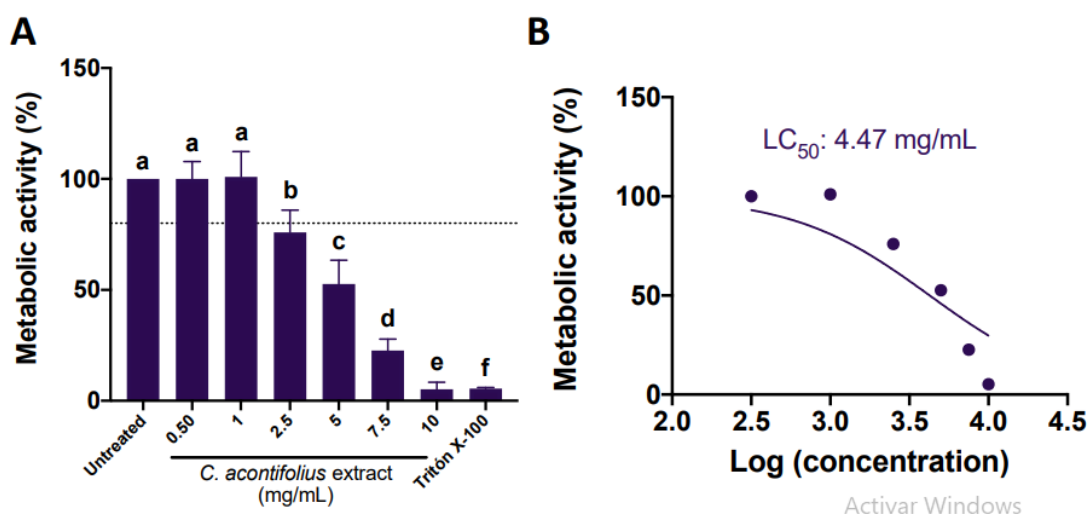 A
Metabolic activity (%)
150
100
50
0
a
a
a
b
c
d
e
f
Untreated
0.50
1
2.5
5
7.5
10
Tritón X-100
C. acontifolius extract
(mg/mL)
B
Metabolic activity (%)
150
100
50
0
LC50: 4.47 mg/mL
2.0
2.5
3.0
3.5
4.0
4.5
Log (concentration)
Activar Windows